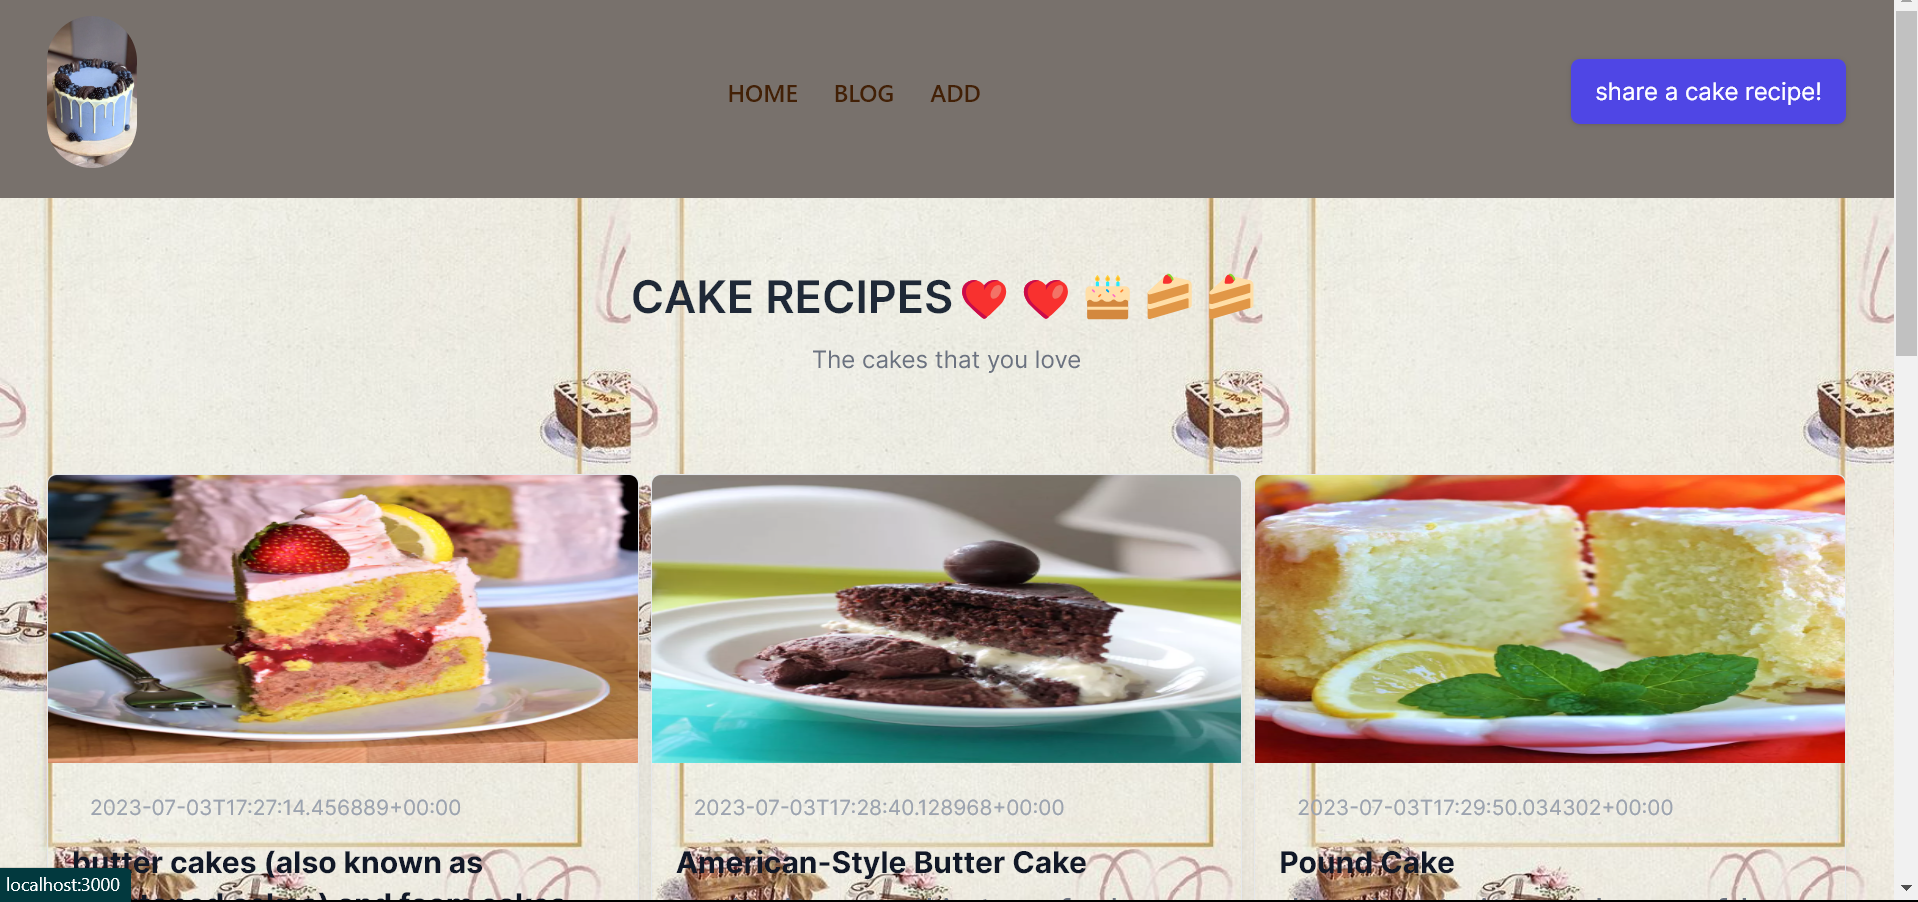 HOME BLOG ADD
share a cake recipe!
CAKE RECIPES❤️ ❤️ 🎂 🍰 🍰
The cakes that you love
2023-07-03T17:27:14.456889+00:00
butter cakes (also known as
2023-07-03T17:28:40.128968+00:00
American-Style Butter Cake
2023-07-03T17:29:50.034302+00:00
Pound Cake
localhost:3000